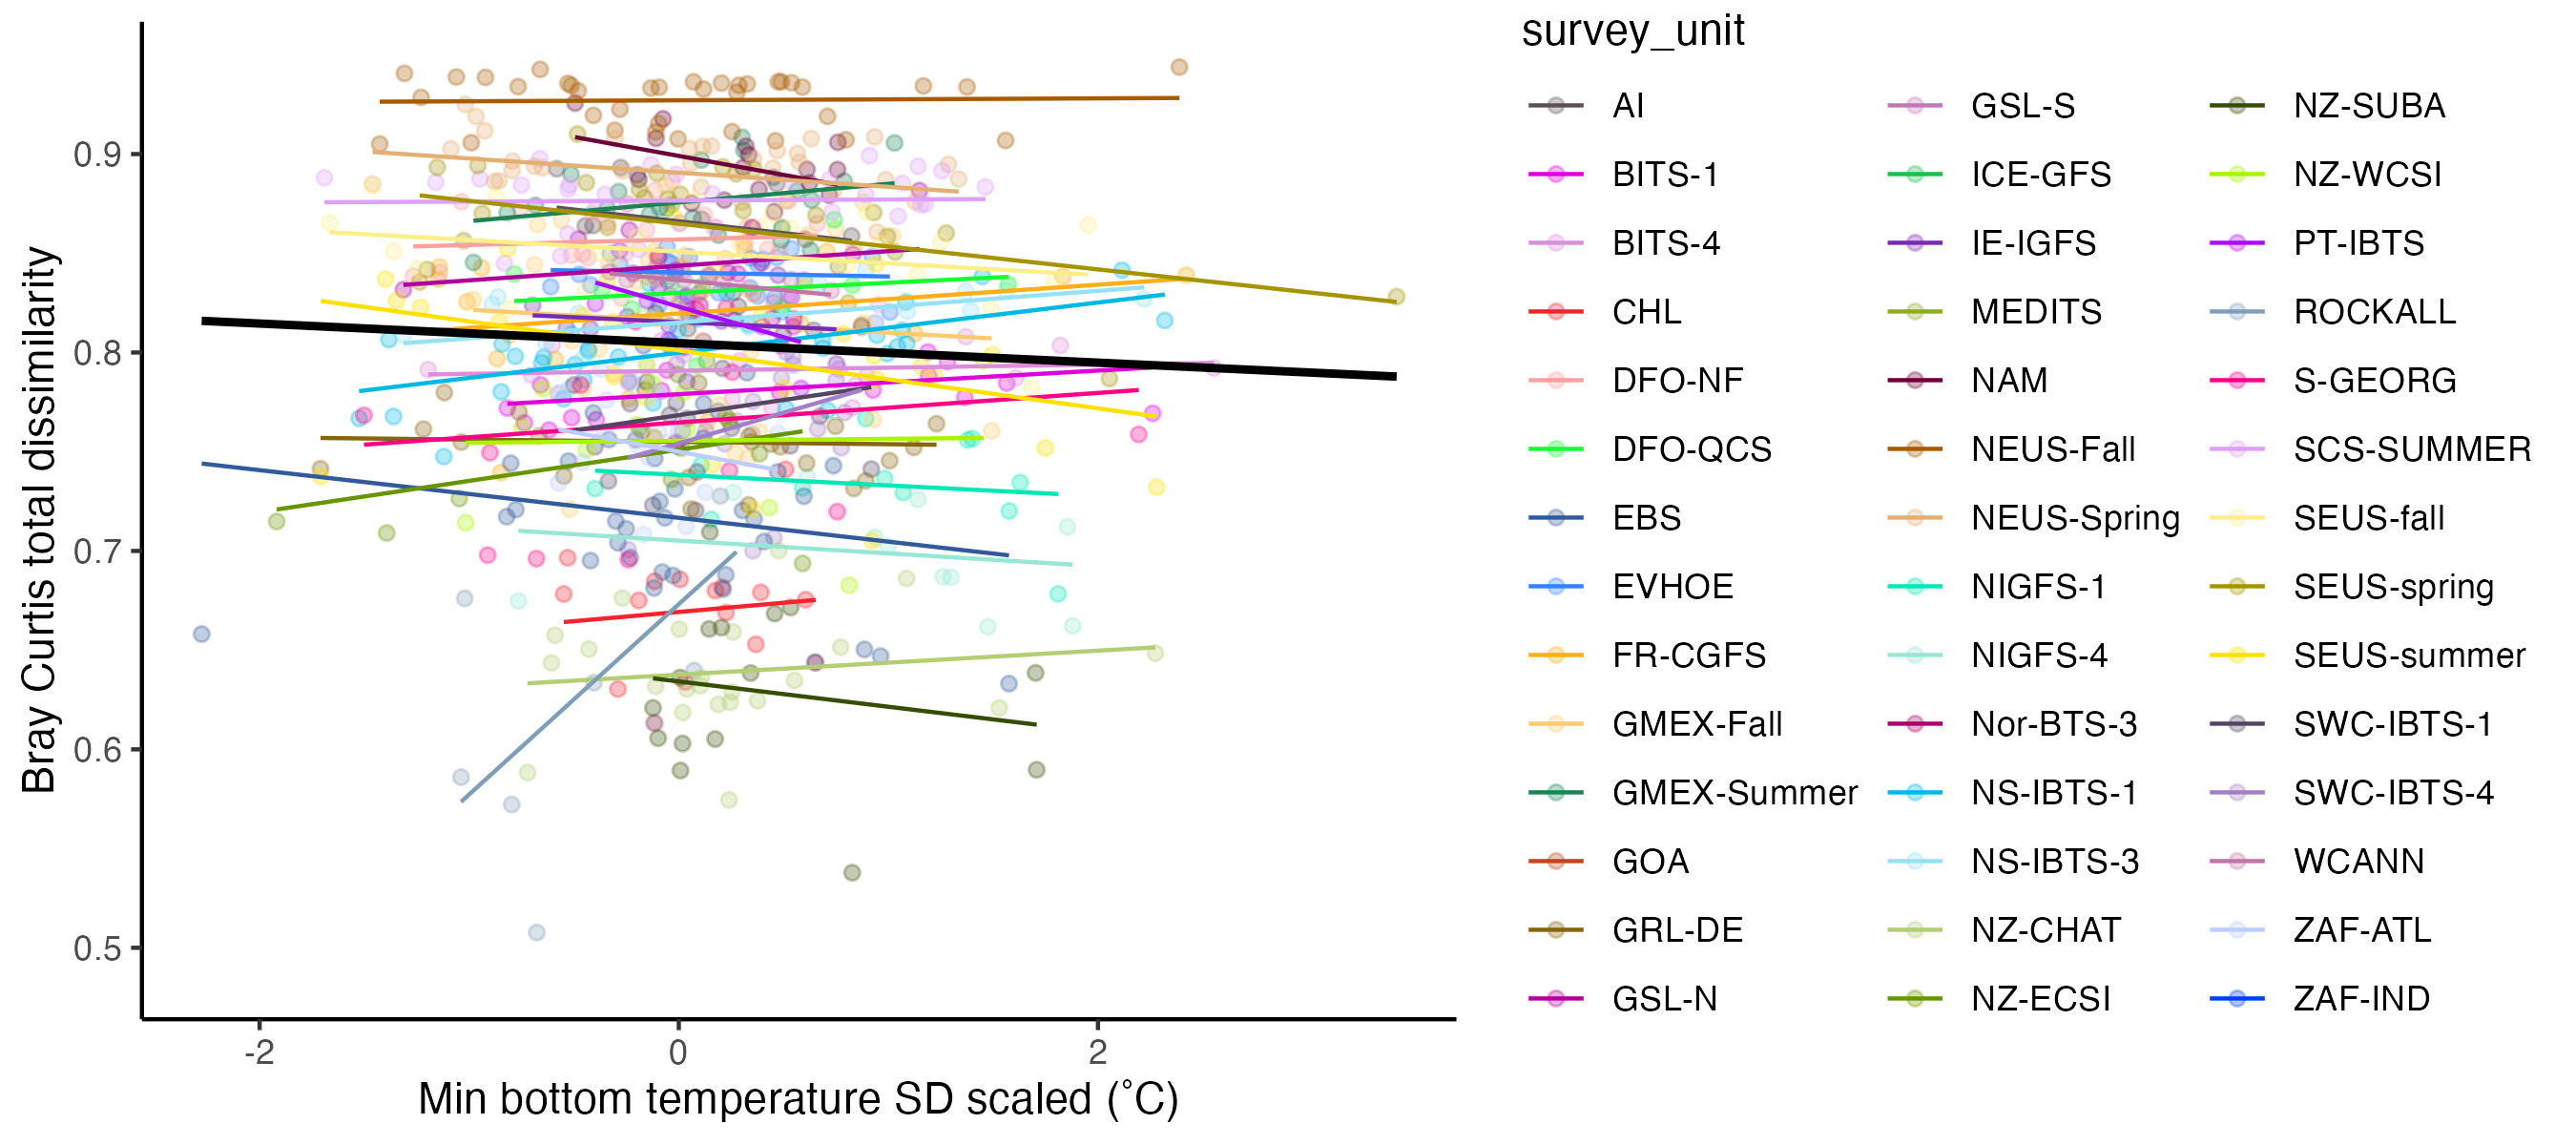 Bray Curtis total dissimilarity
0.9
0.8
0.7
0.6
0.5
-2
0
2
Min bottom temperature SD scaled (°C)
survey_unit
AI
BITS-1
BITS-4
CHL
DFO-NF
DFO-QCS
EBS
EVHOE
FR-CGFS
GMEX-Fall
GMEX-Summer
GOA
GRL-DE
GSL-N
GSL-S
ICE-GFS
IE-IGFS
MEDITS
NAM
NEUS-Fall
NEUS-Spring
NIGFS-1
NIGFS-4
Nor-BTS-3
NS-IBTS-1
NS-IBTS-3
NZ-CHAT
NZ-ECSI
NZ-SUBA
NZ-WCSI
PT-IBTS
ROCKALL
S-GEORG
SCS-SUMMER
SEUS-fall
SEUS-spring
SEUS-summer
SWC-IBTS-1
SWC-IBTS-4
WCANN
ZAF-ATL
ZAF-IND